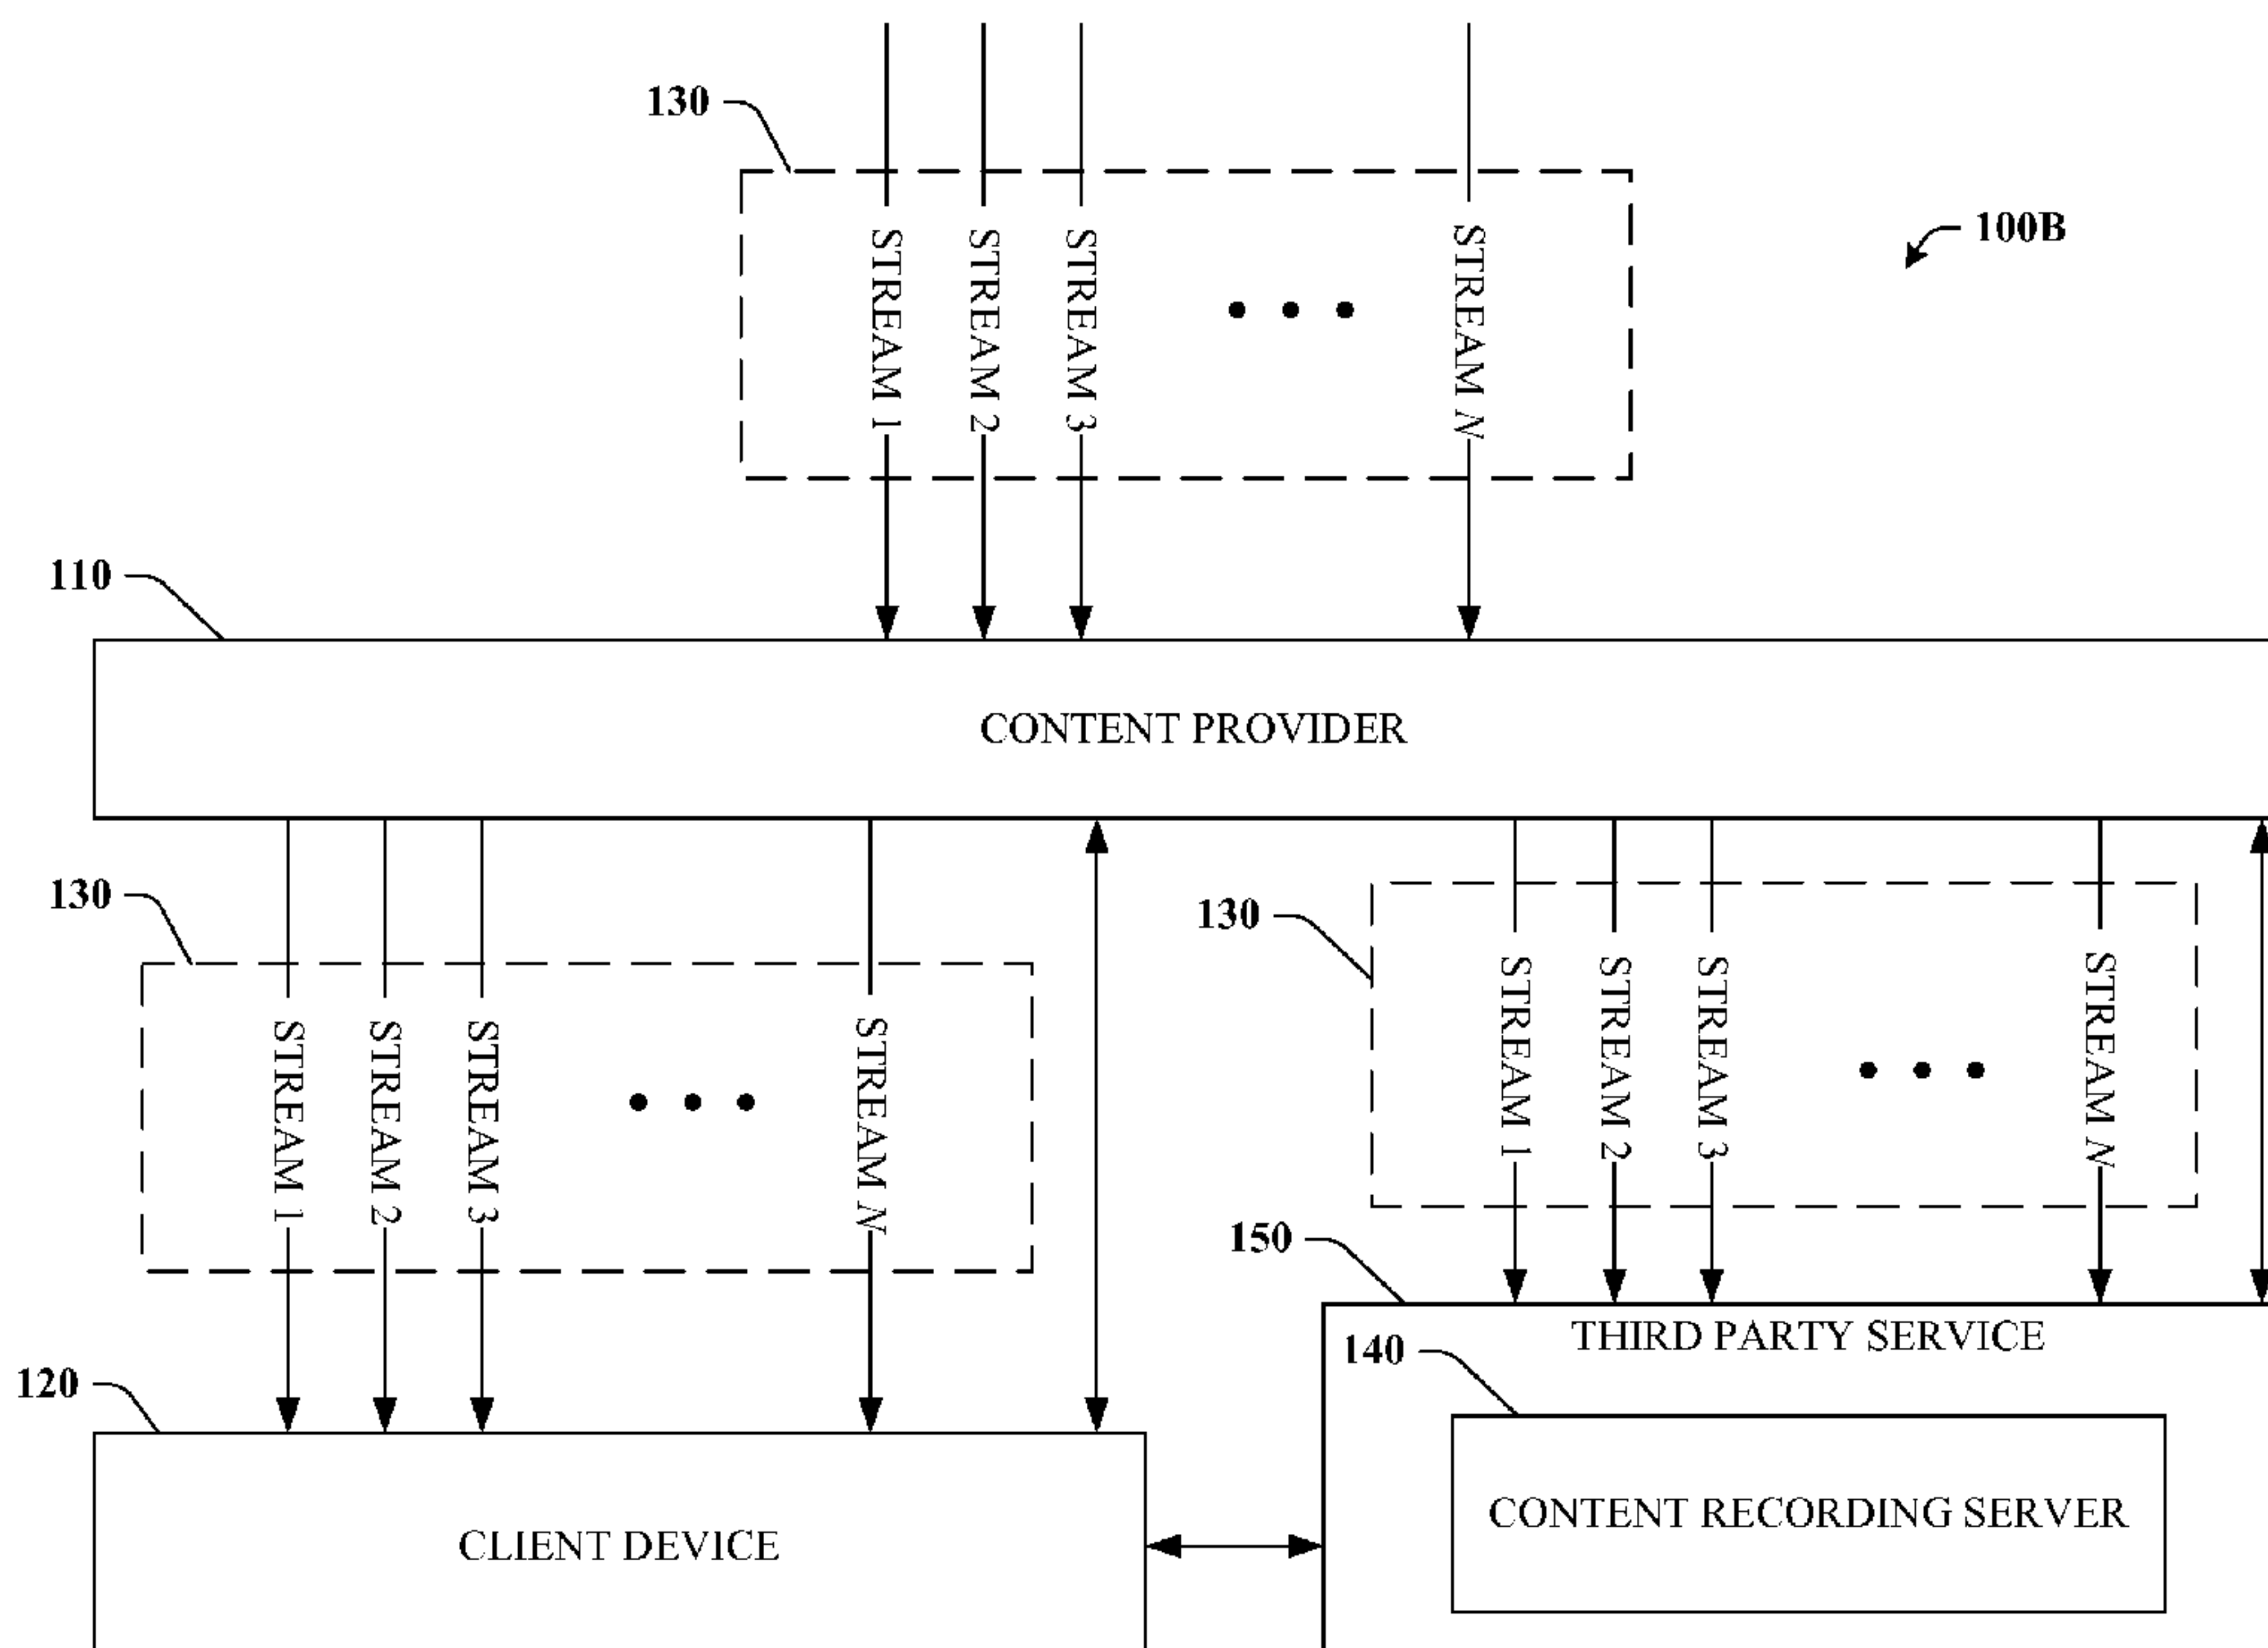 130
100B
STREAM 1
STREAM 2
STREAM 3
STREAM N
110
CONTENT PROVIDER
130
STREAM 1
STREAM 2
STREAM 3
STREAM N
130
STREAM 1
STREAM 2
STREAM 3
STREAM N
150
THIRD PARTY SERVICE
140
120
CONTENT RECORDING SERVER
CLIENT DEVICE